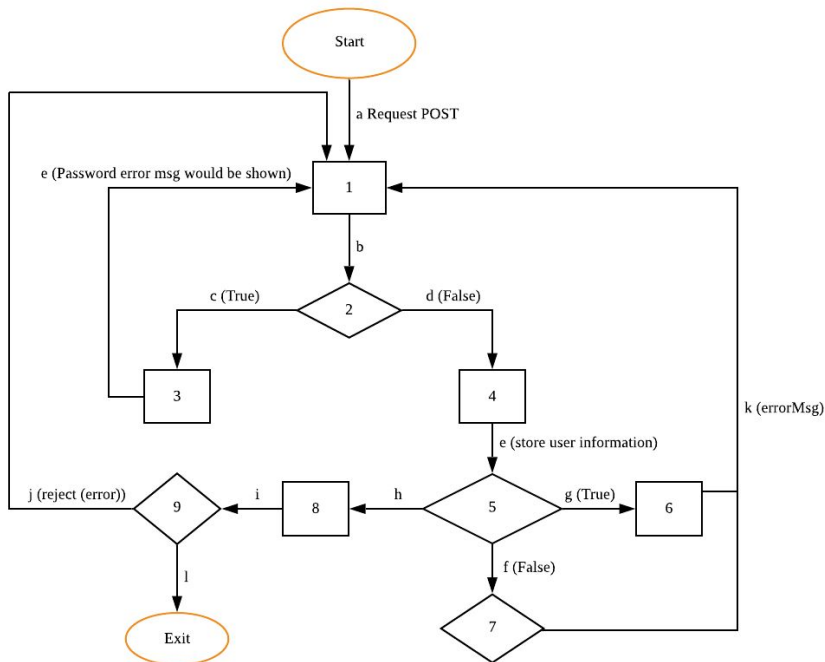 Start
a Request POST
e (Password error msg would be shown)
1
b
c (True)
2
d (False)
3
4
k (errorMsg)
e (store user information)
j (reject (error))
9
i
8
h
5
g (True)
6
f (False)
l
7
Exit